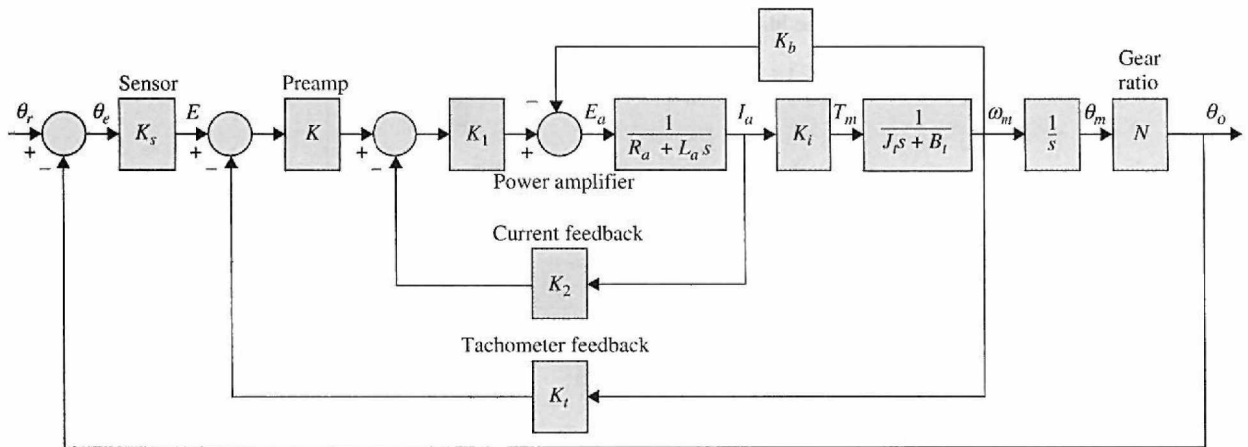 K_b
Gear
ratio
Sensor
Preamp
θ_r
θ_e
K_s
E
K
K_1
E_a
1
R_a + L_a s
I_a
K_i
T_m
1
J_t s + B_t
ω_m
1
s
θ_m
N
θ_o
+
−
+
−
+
−
+
−
Power amplifier
Current feedback
K_2
Tachometer feedback
K_t